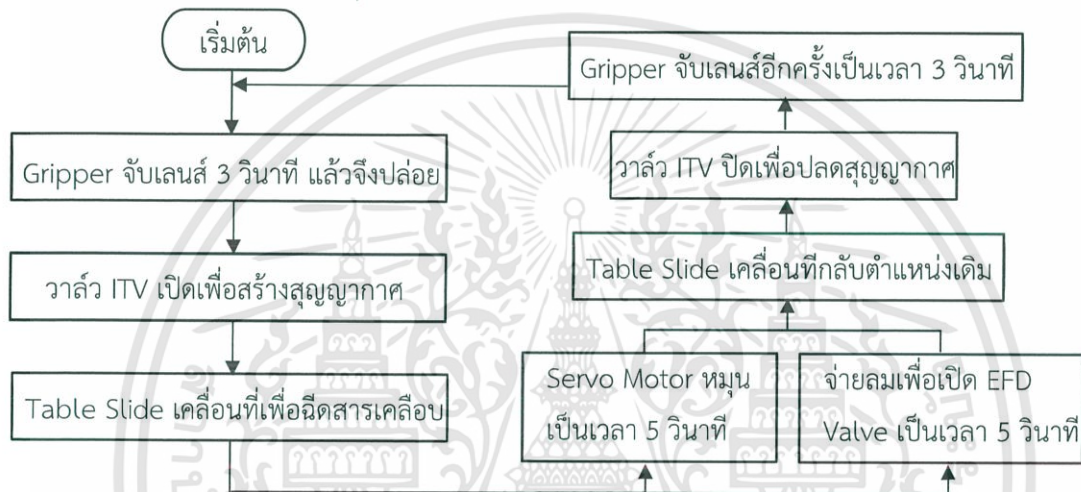 เริ่มต้น
Gripper จับเลนส์ 3 วินาที แล้วจึงปล่อย
วาล์ว ITV เปิดเพื่อสร้างสุญญากาศ
Table Slide เคลื่อนที่เพื่อฉีดสารเคลือบ
Servo Motor หมุน
เป็นเวลา 5 วินาที
จ่ายลมเพื่อเปิด EFD
Valve เป็นเวลา 5 วินาที
Table Slide เคลื่อนที่กลับตำแหน่งเดิม
วาล์ว ITV ปิดเพื่อปลดสุญญากาศ
Gripper จับเลนส์อีกครั้งเป็นเวลา 3 วินาที